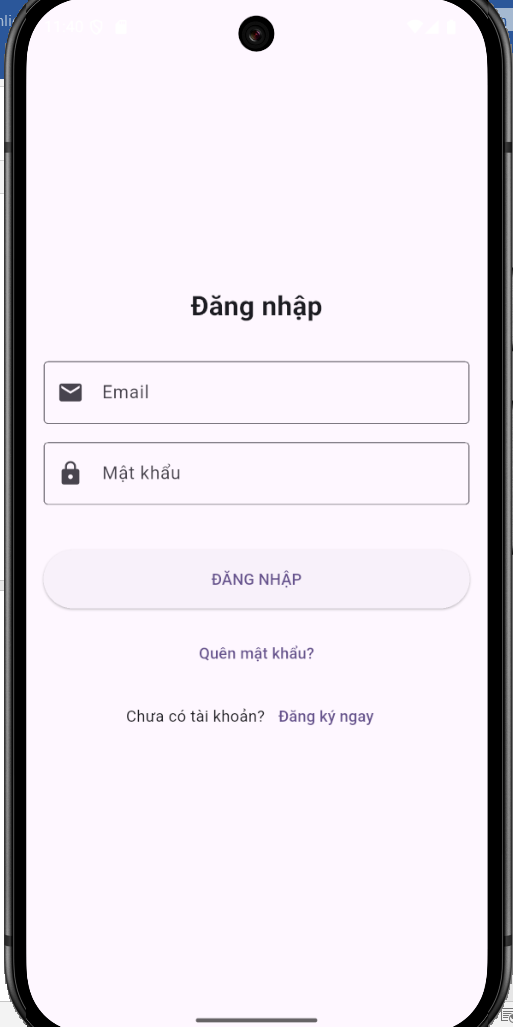 Đăng nhập
Email
Mật khẩu
ĐĂNG NHẬP
Quên mật khẩu?
Chưa có tài khoản? Đăng ký ngay